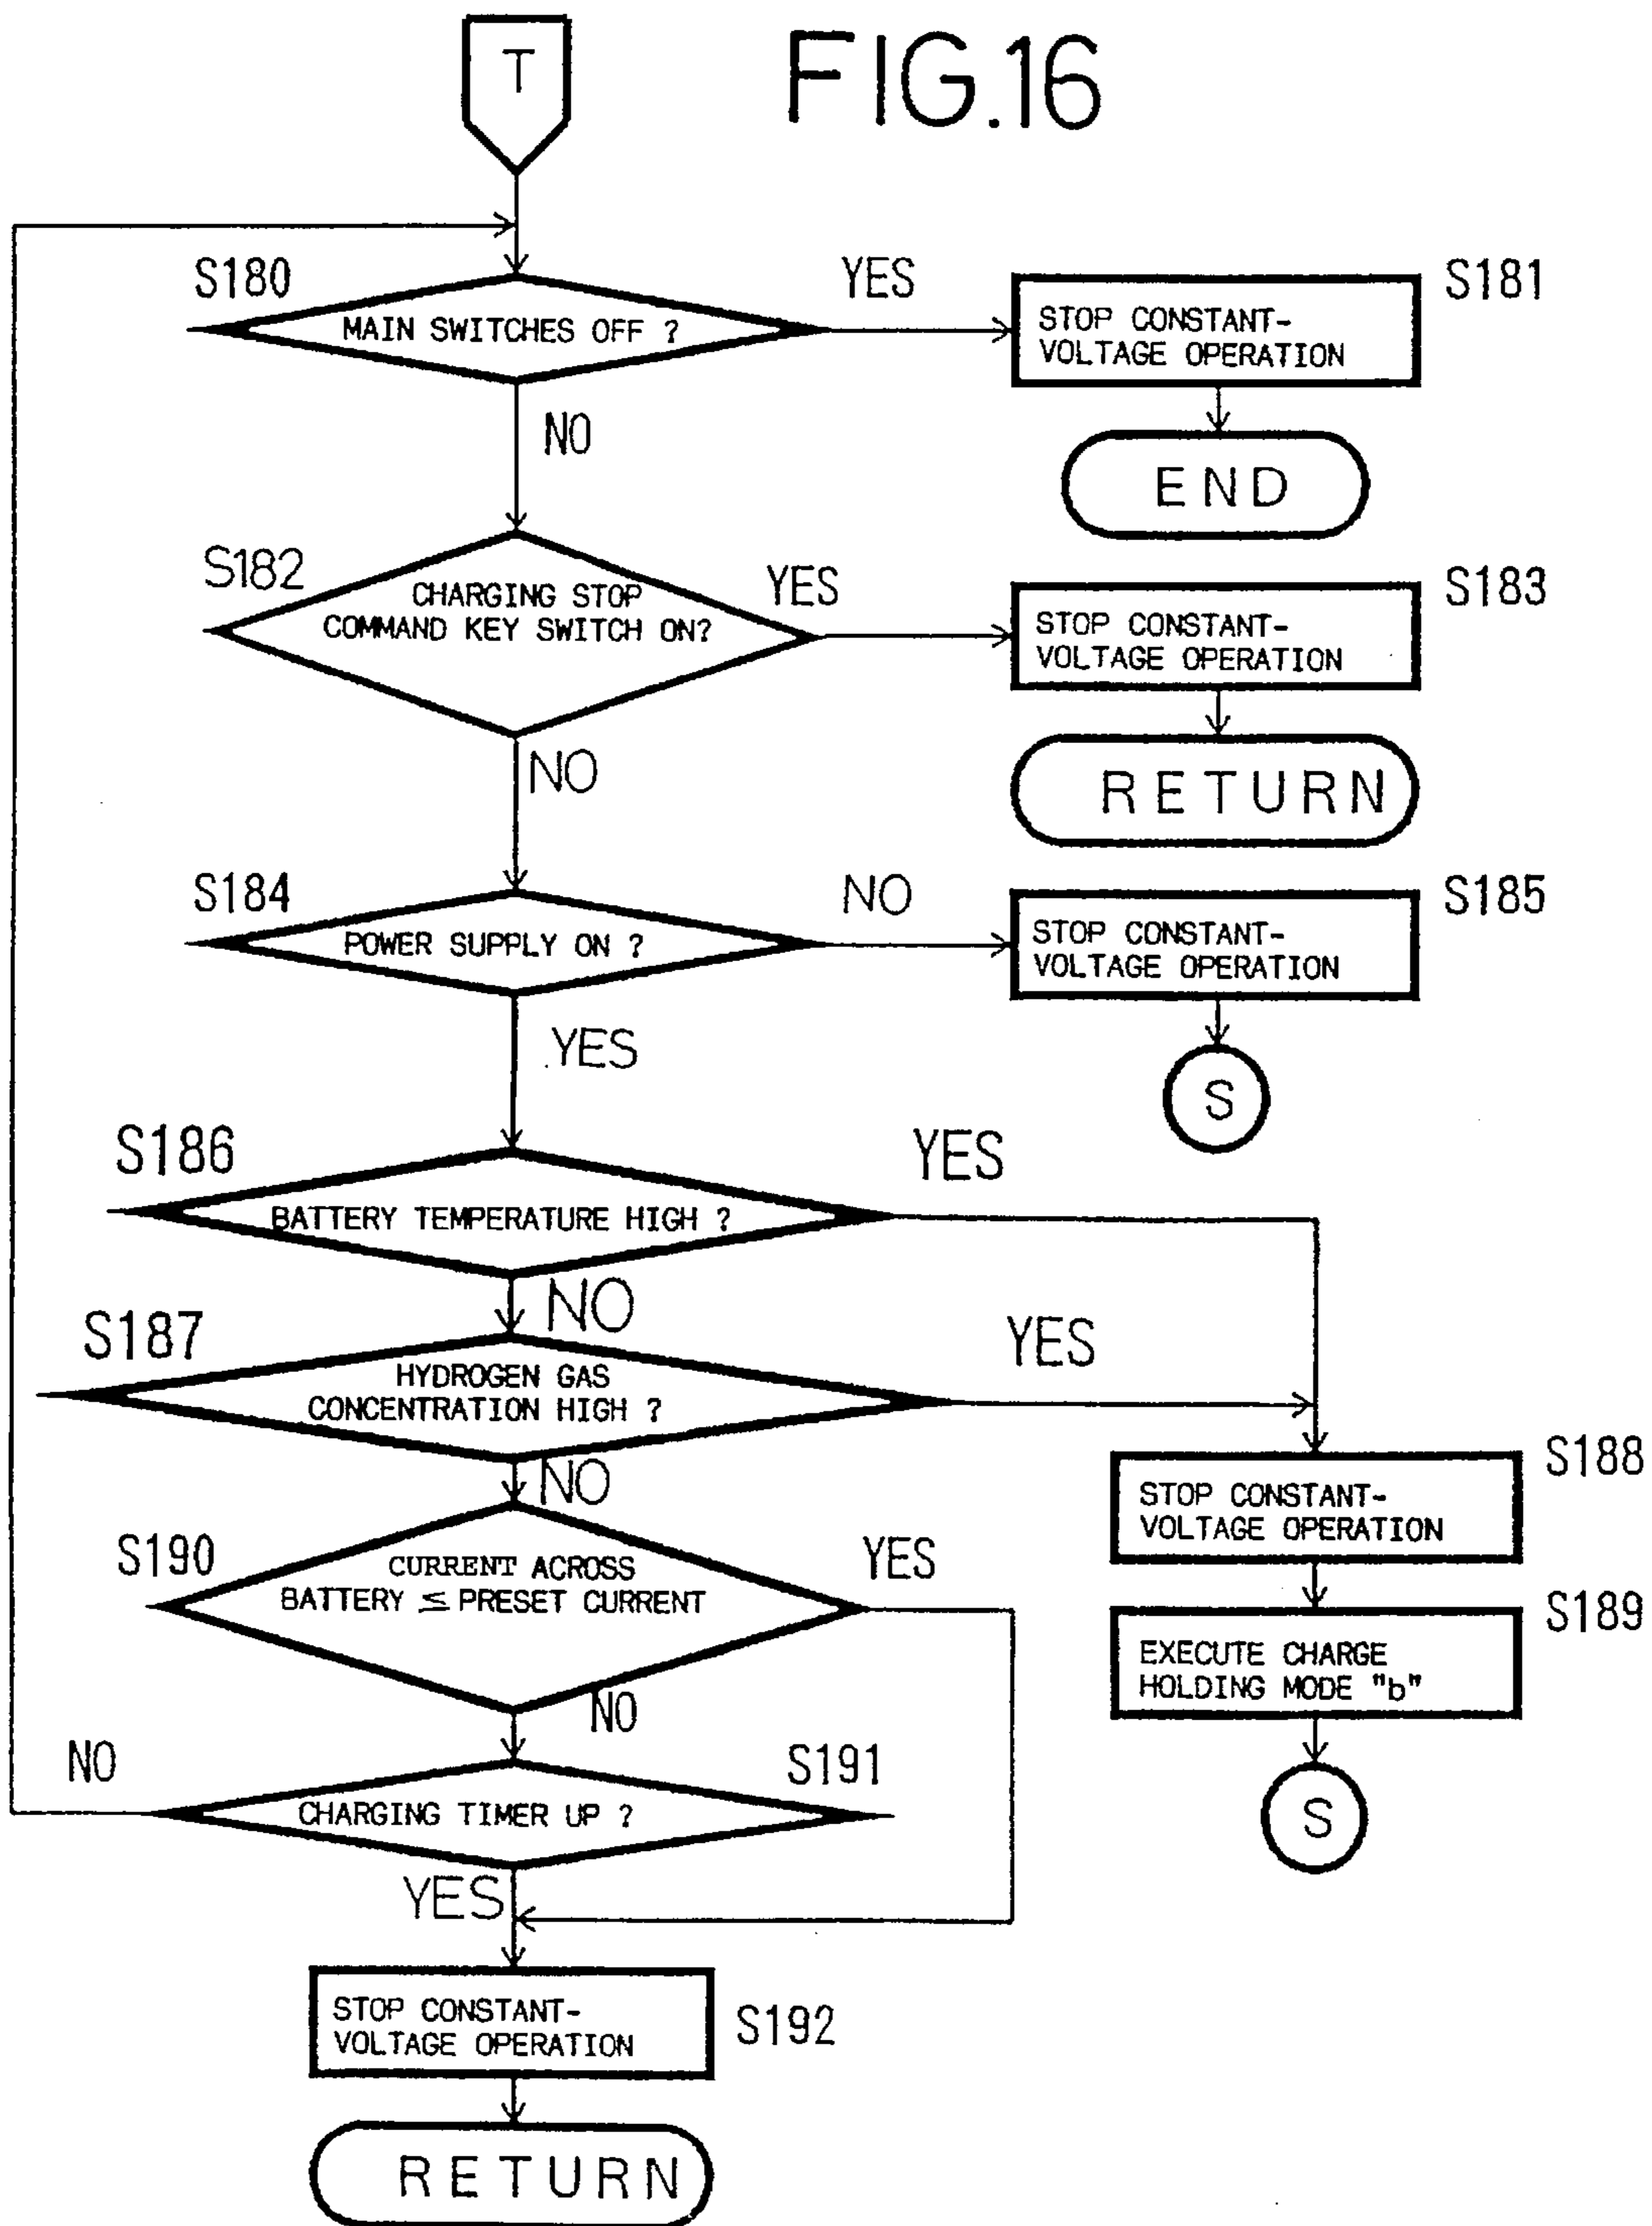 T
FIG.16
S180
MAIN SWITCHES OFF ?
YES
S181
STOP CONSTANT-
VOLTAGE OPERATION
NO
END
S182
CHARGING STOP
COMMAND KEY SWITCH ON?
YES
S183
STOP CONSTANT-
VOLTAGE OPERATION
NO
RETURN
S184
POWER SUPPLY ON ?
NO
S185
STOP CONSTANT-
VOLTAGE OPERATION
YES
S
S186
BATTERY TEMPERATURE HIGH ?
YES
NO
S187
HYDROGEN GAS
CONCENTRATION HIGH ?
YES
NO
S188
STOP CONSTANT-
VOLTAGE OPERATION
S190
CURRENT ACROSS
BATTERY ≦ PRESET CURRENT
YES
S189
EXECUTE CHARGE
HOLDING MODE "b"
NO
S
NO
S191
CHARGING TIMER UP ?
YES
STOP CONSTANT-
VOLTAGE OPERATION
S192
RETURN